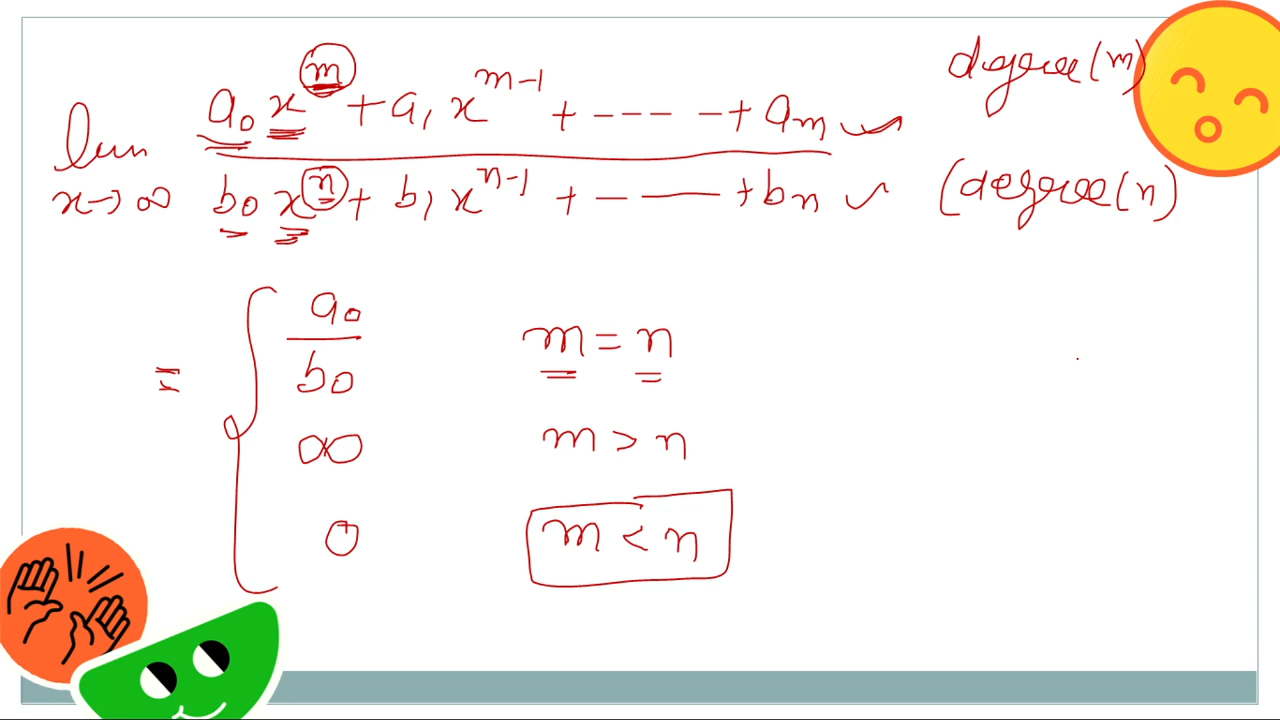 degree(m)
lim x→∞ a₀x^m + a₁x^(m-1) + ---- -+ aₘ
b₀x^n + b₁x^(n-1) + - — + bₙ (degree(n)
= { a₀/b₀ m = n
∞ m > n
0 m < n